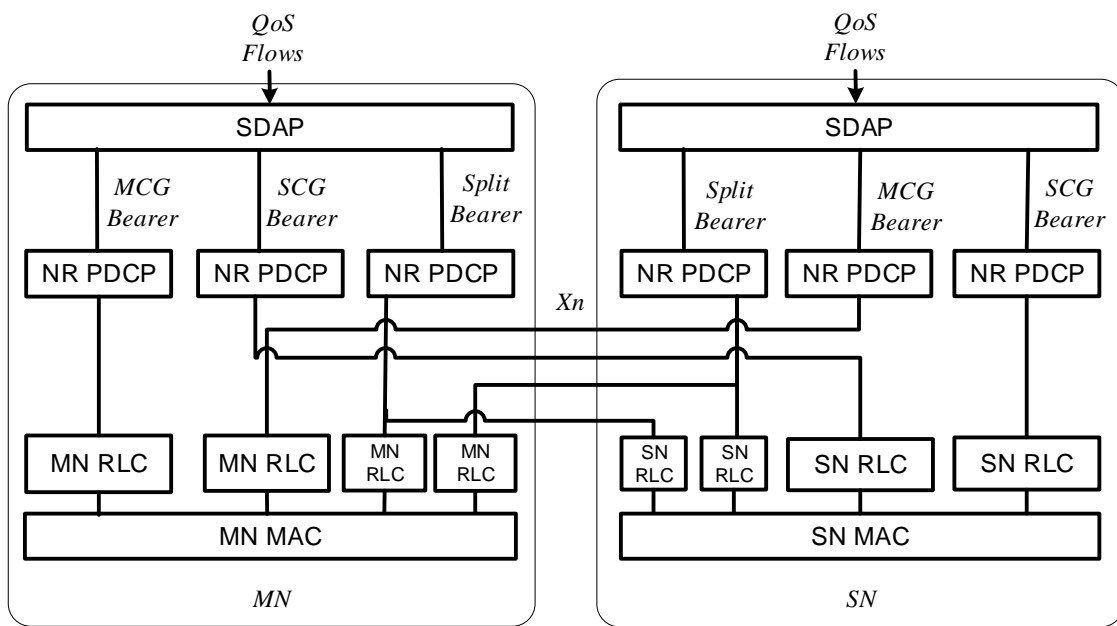 QoS
Flows
QoS
Flows
SDAP
SDAP
MCG
Bearer
SCG
Bearer
Split
Bearer
Split
Bearer
MCG
Bearer
SCG
Bearer
NR PDCP
NR PDCP
NR PDCP
NR PDCP
NR PDCP
NR PDCP
Xn
MN RLC
MN RLC
MN
RLC
MN
RLC
SN
RLC
SN
RLC
SN RLC
SN RLC
MN MAC
SN MAC
MN
SN